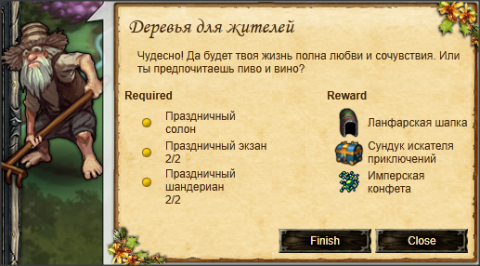 Деревья для жителей
Чудесно! Да будет твоя жизнь полна любви и сочувствия. Или
ты предпочитаешь пиво и вино?
Required
Праздничный
солон
Праздничный экзан
2/2
Праздничный
шандериан
2/2
Reward
Ланфарская шапка
Сундук искателя
приключений
Имперская
конфета
Finish
Close